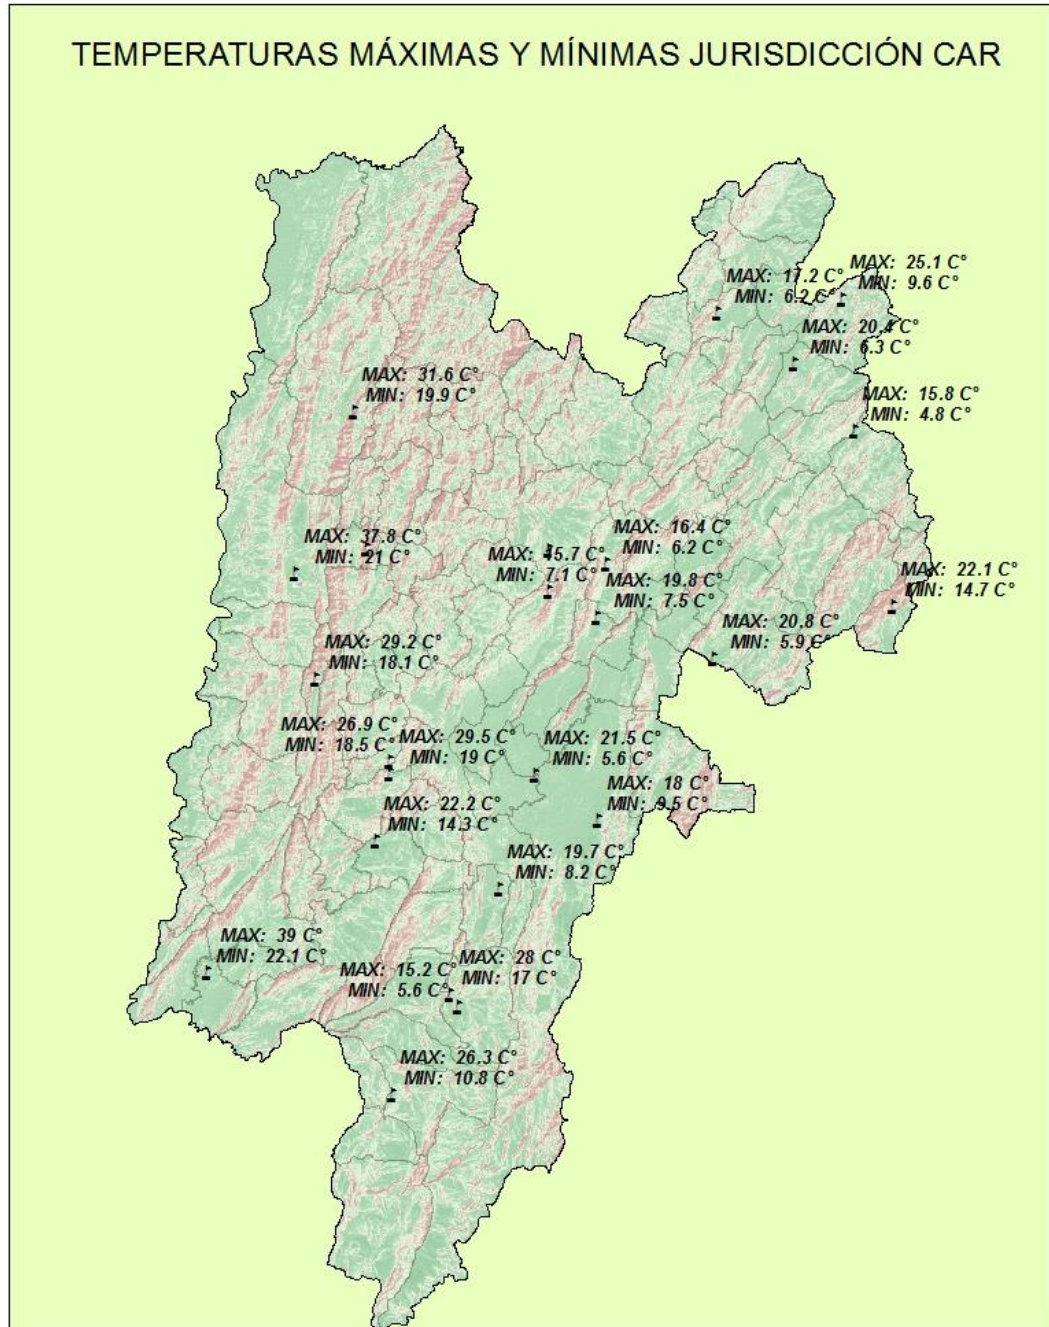 TEMPERATURAS MÁXIMAS Y MÍNIMAS JURISDICCIÓN CAR
MAX: 25.1 C°
MIN: 9.6 C°
MAX: 17.2 C°
MIN: 6.2 C°
MAX: 20.4 C°
MIN: 6.3 C°
MAX: 31.6 C°
MIN: 19.9 C°
MAX: 15.8 C°
MIN: 4.8 C°
MAX: 16.4 C°
MIN: 6.2 C°
MAX: 37.8 C°
MIN: 21 C°
MAX: 15.7 C°
MIN: 7.1 C°
MAX: 22.1 C°
MIN: 14.7 C°
MAX: 19.8 C°
MIN: 7.5 C°
MAX: 20.8 C°
MIN: 5.9 C°
MAX: 29.2 C°
MIN: 18.1 C°
MAX: 26.9 C°
MIN: 18.5 C°
MAX: 29.5 C°
MIN: 19 C°
MAX: 21.5 C°
MIN: 5.6 C°
MAX: 18 C°
MIN: 9.5 C°
MAX: 22.2 C°
MIN: 14.3 C°
MAX: 19.7 C°
MIN: 8.2 C°
MAX: 39 C°
MIN: 22.1 C°
MAX: 28 C°
MIN: 17 C°
MAX: 15.2 C°
MIN: 5.6 C°
MAX: 26.3 C°
MIN: 10.8 C°